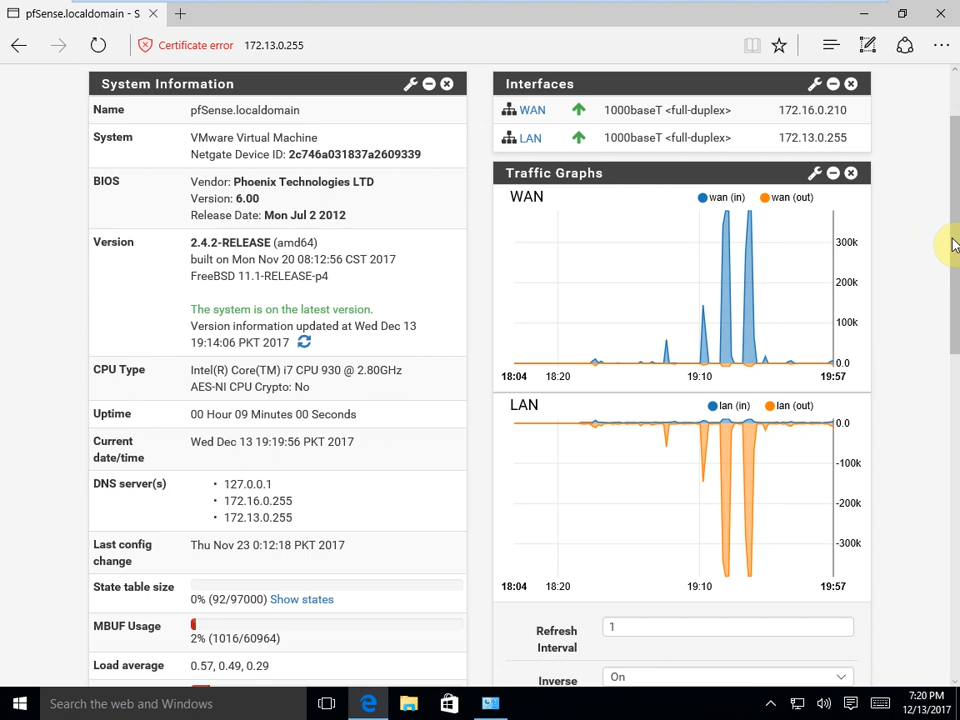 pfSense.localdomain - S
Certificate error 172.13.0.255
System Information
Name pfSense.localdomain
System VMware Virtual Machine
Netgate Device ID: 2c746a031837a2609339
BIOS Vendor: Phoenix Technologies LTD
Version: 6.00
Release Date: Mon Jul 2 2012
Version 2.4.2-RELEASE (amd64)
built on Mon Nov 20 08:12:56 CST 2017
FreeBSD 11.1-RELEASE-p4
The system is on the latest version.
Version information updated at Wed Dec 13
19:14:06 PKT 2017
CPU Type Intel(R) Core(TM) i7 CPU 930 @ 2.80GHz
AES-NI CPU Crypto: No
Uptime 00 Hour 09 Minutes 00 Seconds
Current
date/time
Wed Dec 13 19:19:56 PKT 2017
DNS server(s) • 127.0.0.1
• 172.16.0.255
• 172.13.0.255
Last config
change
Thu Nov 23 0:12:18 PKT 2017
State table size
0% (92/97000) Show states
MBUF Usage
2% (1016/60964)
Load average 0.57, 0.49, 0.29
Interfaces
WAN 1000baseT <full-duplex> 172.16.0.210
LAN 1000baseT <full-duplex> 172.13.0.255
Traffic Graphs
WAN wan (in) wan (out)
300k
200k
100k
0.0
18:04 18:20 19:10 19:57
LAN lan (in) lan (out)
0.0
-100k
-200k
-300k
18:04 18:20 19:10 19:57
Refresh
Interval
1
Inverse On
Search the web and Windows
7:20 PM
12/13/2017